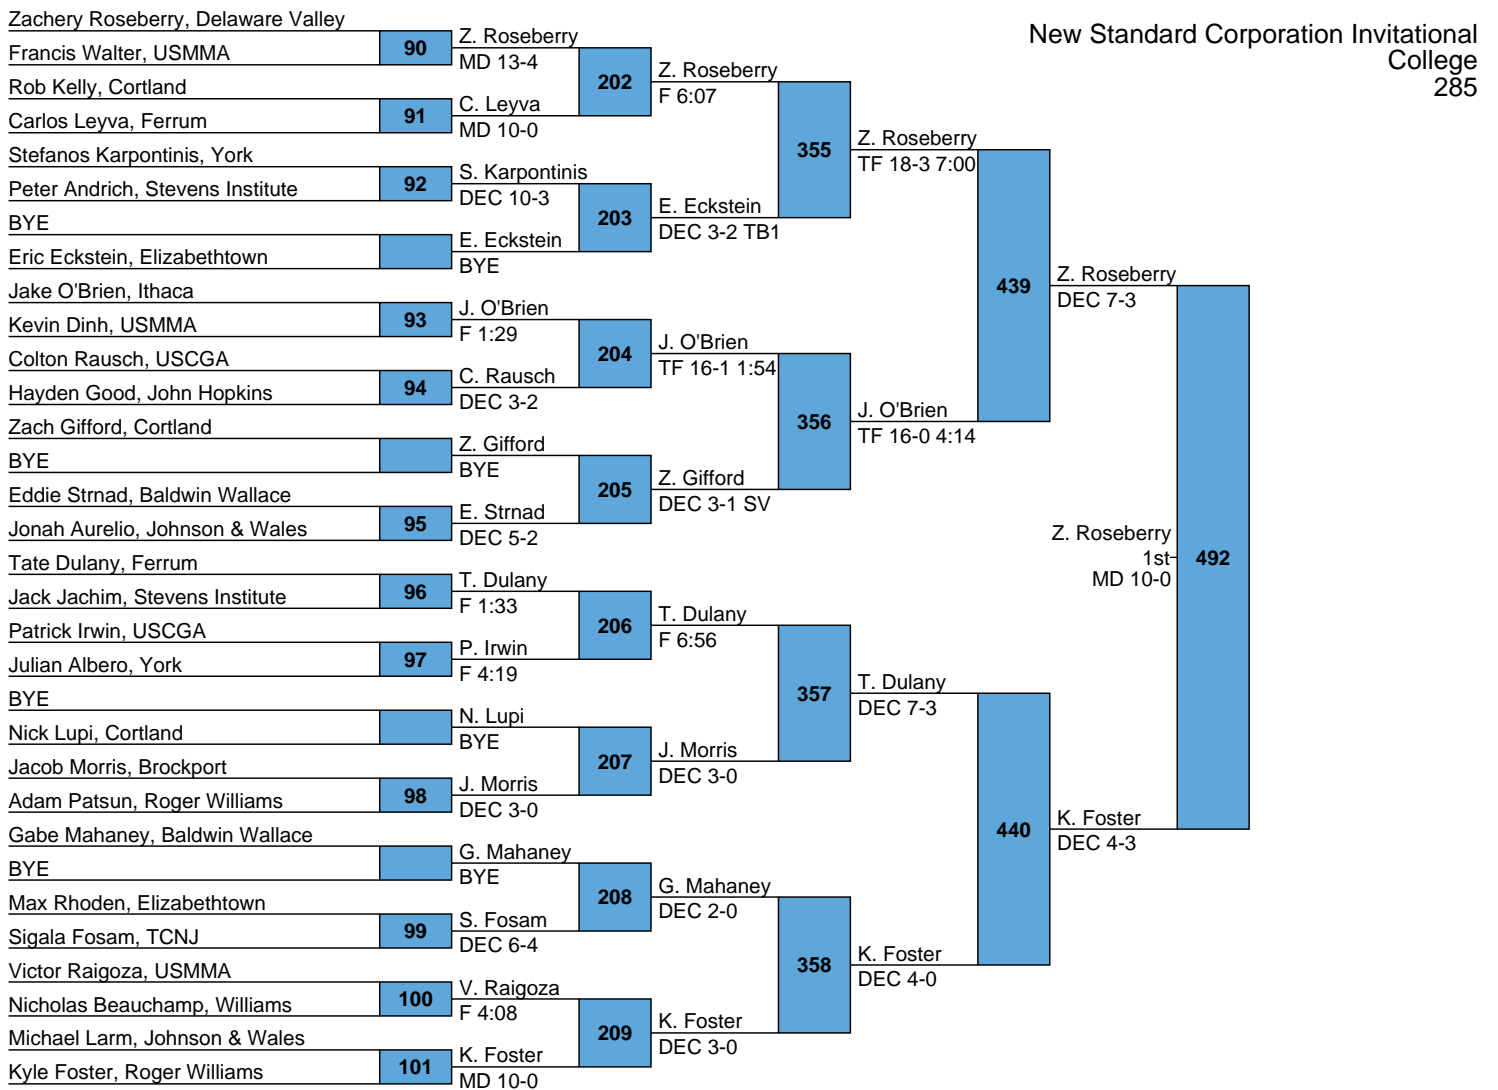 New Standard Corporation Invitational
College
285
Zachery Roseberry, Delaware Valley
Francis Walter, USMMA
Rob Kelly, Cortland
Carlos Leyva, Ferrum
Stefanos Karpontinis, York
Peter Andrich, Stevens Institute
BYE
Eric Eckstein, Elizabethtown
Jake O'Brien, Ithaca
Kevin Dinh, USMMA
Colton Rausch, USCGA
Hayden Good, John Hopkins
Zach Gifford, Cortland
BYE
Eddie Strnad, Baldwin Wallace
Jonah Aurelio, Johnson & Wales
Tate Dulany, Ferrum
Jack Jachim, Stevens Institute
Patrick Irwin, USCGA
Julian Albero, York
BYE
Nick Lupi, Cortland
Jacob Morris, Brockport
Adam Patsun, Roger Williams
Gabe Mahaney, Baldwin Wallace
BYE
Max Rhoden, Elizabethtown
Sigala Fosam, TCNJ
Victor Raigoza, USMMA
Nicholas Beauchamp, Williams
Michael Larm, Johnson & Wales
Kyle Foster, Roger Williams
90
91
92
93
94
95
96
97
98
99
100
101
Z. Roseberry
MD 13-4
C. Leyva
MD 10-0
S. Karpontinis
DEC 10-3
E. Eckstein
BYE
J. O'Brien
F 1:29
C. Rausch
DEC 3-2
Z. Gifford
BYE
E. Strnad
DEC 5-2
T. Dulany
F 1:33
P. Irwin
F 4:19
N. Lupi
BYE
J. Morris
DEC 3-0
G. Mahaney
BYE
S. Fosam
DEC 6-4
V. Raigoza
F 4:08
K. Foster
MD 10-0
202
203
204
205
206
207
208
209
Z. Roseberry
F 6:07
E. Eckstein
DEC 3-2 TB1
J. O'Brien
TF 16-1 1:54
Z. Gifford
DEC 3-1 SV
T. Dulany
F 6:56
J. Morris
DEC 3-0
G. Mahaney
DEC 2-0
K. Foster
DEC 3-0
355
356
357
358
Z. Roseberry
TF 18-3 7:00
J. O'Brien
TF 16-0 4:14
T. Dulany
DEC 7-3
K. Foster
DEC 4-0
439
440
Z. Roseberry
DEC 7-3
K. Foster
DEC 4-3
Z. Roseberry
1st
MD 10-0
492